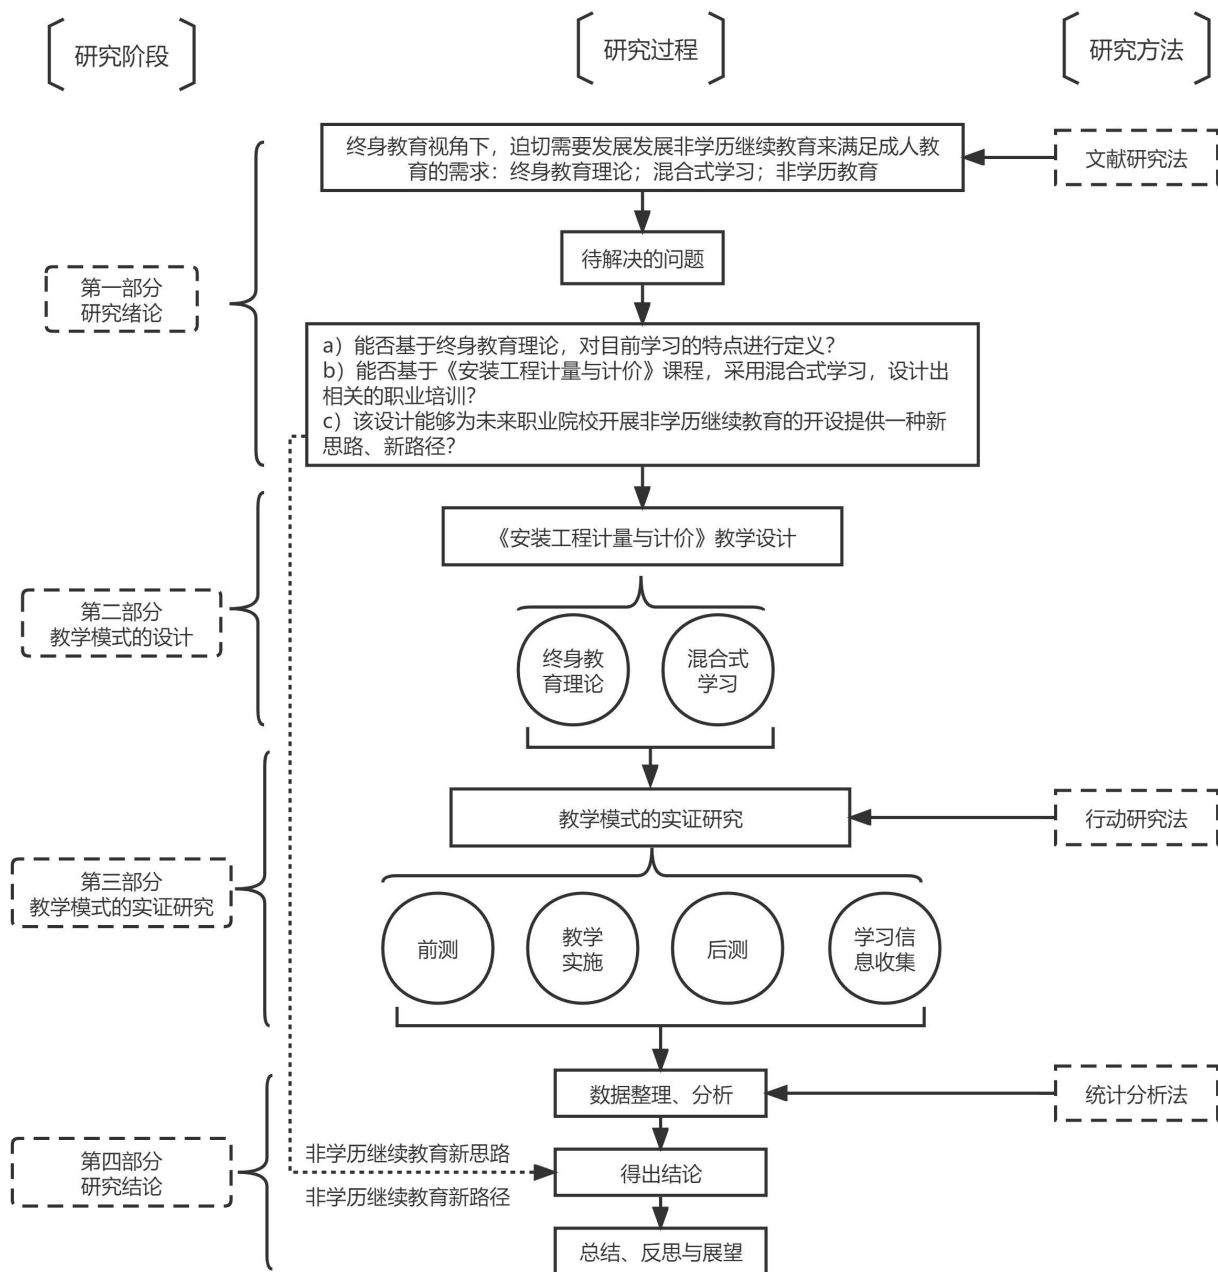 研究阶段
研究过程
研究方法
终身教育视角下，迫切需要发展发展非学历继续教育来满足成人教
育的需求：终身教育理论；混合式学习；非学历教育
文献研究法
待解决的问题
第一部分
研究绪论
a）能否基于终身教育理论，对目前学习的特点进行定义？
b）能否基于《安装工程计量与计价》课程，采用混合式学习，设计出
相关的职业培训？
c）该设计能够为未来职业院校开展非学历继续教育的开设提供一种新
思路、新路径？
《安装工程计量与计价》教学设计
第二部分
教学模式的设计
终身教
育理论
混合式
学习
教学模式的实证研究
行动研究法
第三部分
教学模式的实证研究
前测
教学
实施
后测
学习信
息收集
数据整理、分析
统计分析法
第四部分
研究结论
非学历继续教育新思路
非学历继续教育新路径
得出结论
总结、反思与展望